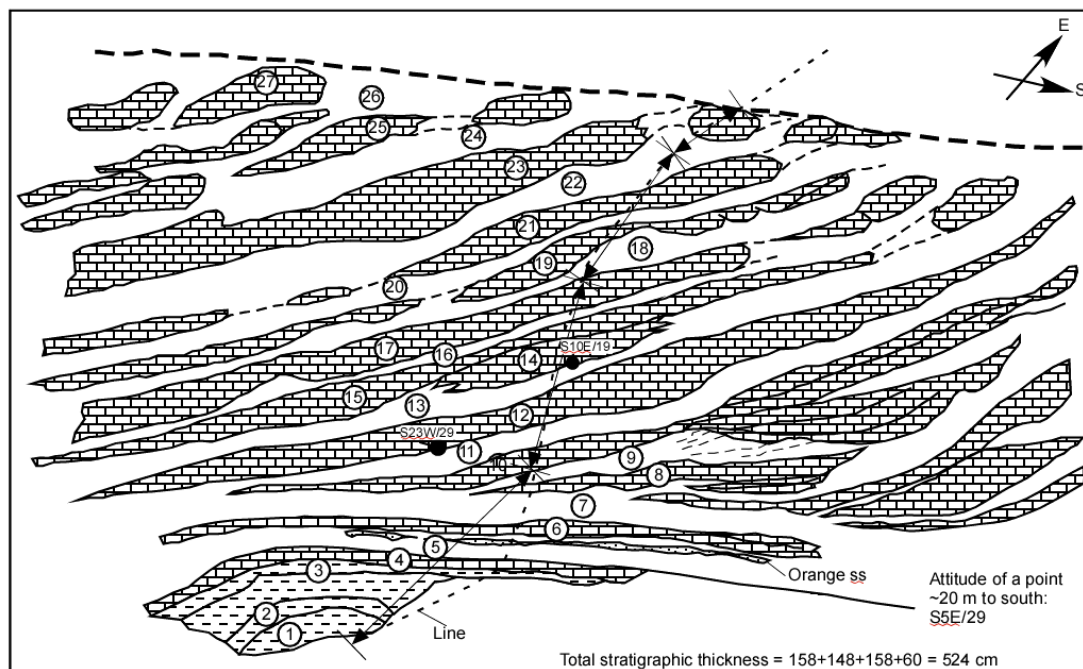 E
S
27
26
25
24
23
22
21
18
19
20
17
16
S10E/19
14
15
13
12
S23W/29
11
10
9
8
7
6
5
4
3
2
1
Orange ss
Line
Attitude of a point
~20 m to south:
S5E/29
Total stratigraphic thickness = 158+148+158+60 = 524 cm